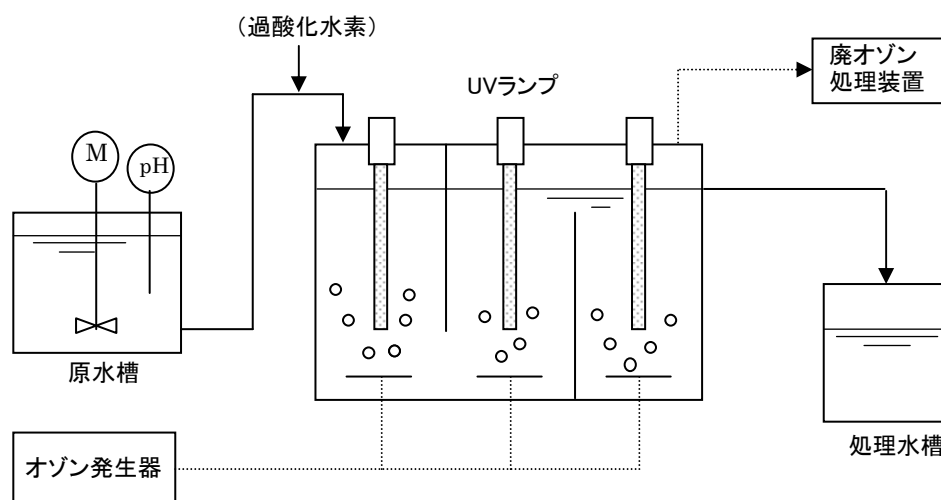 （過酸化水素）
UVランプ
廃オゾン
処理装置
M
pH
原水槽
処理水槽
オゾン発生器